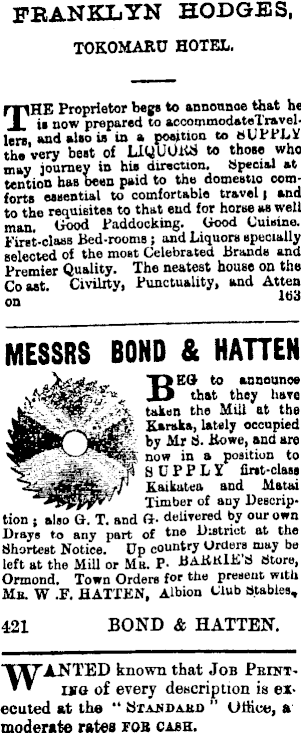 FRANKLYN HODGES,
TOKOMARU HOTEL.
THE Proprietor begs to announce that he
is now prepared to accommodate Travel-
lers, and also is in a position to SUPPLY
the very best of LIQUORS to those who
may journey in his direction. Special at
tention has been paid to the domestic com-
forts essential to comfortable travel ; and
to the requisites to that end for horse as well
man. Good Paddocking. Good Cuisine.
First-class Bed-rooms ; and Liquors specially
selected of the most Celebrated Brands and
Premier Quality. The neatest house on the
Coast. Civilrty, Punctuality, and Atten
on 163
MESSRS BOND & HATTEN
BEG to announce
that they have
taken the Mill at the
Karaka, lately occupied
by Mr S. Rowe, and are
now in a position to
SUPPLY first-class
Kaikatea and Matai
Timber of any Descrip-
tion ; also G. T. and G. delivered by our own
Drays to any part of tne District at the
Shortest Notice. Up country Orders may be
left at the Mill or MR. P. BARRIE'S Store,
Ormond. Town Orders for the present with
MR. W .F. HATTEN, Albion Club Stables,
421 BOND & HATTEN.
WANTED known that JOB PRINT-
ING of every description is ex-
ecuted at the "STANDARD" Office, a
moderate rates FOR CASH.